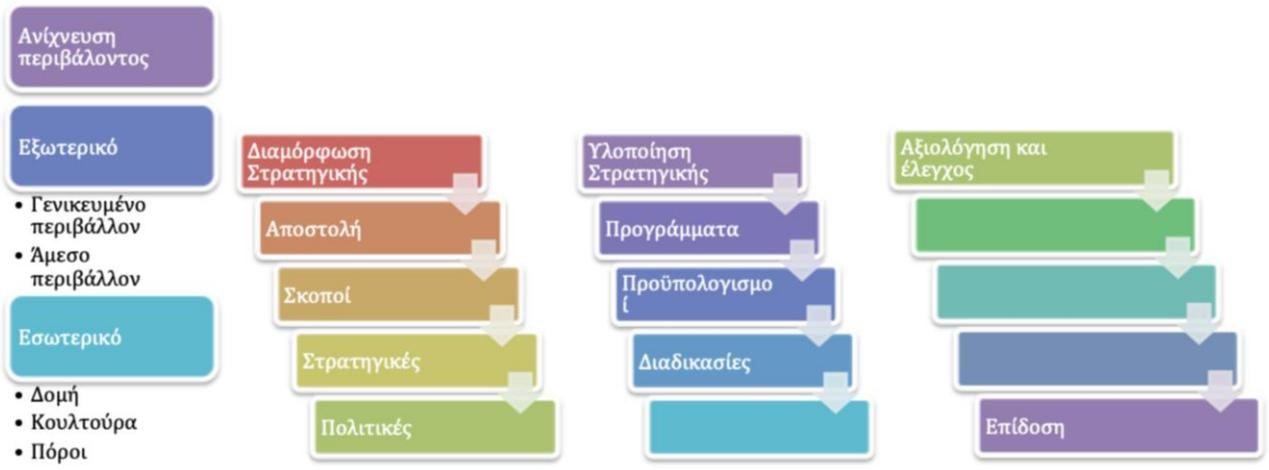 Ανίχνευση
περιβάλοντος
Εξωτερικό
• Γενικευμένο
περιβάλλον
• Άμεσο
περιβάλλον
Εσωτερικό
• Δομή
• Κουλτούρα
• Πόροι
Διαμόρφωση
Στρατηγικής
Αποστολή
Σκοποί
Στρατηγικές
Πολιτικές
Υλοποίηση
Στρατηγικής
Προγράμματα
Προϋπολογισμο
ί
Διαδικασίες
Αξιολόγηση και
έλεγχος
Επίδοση